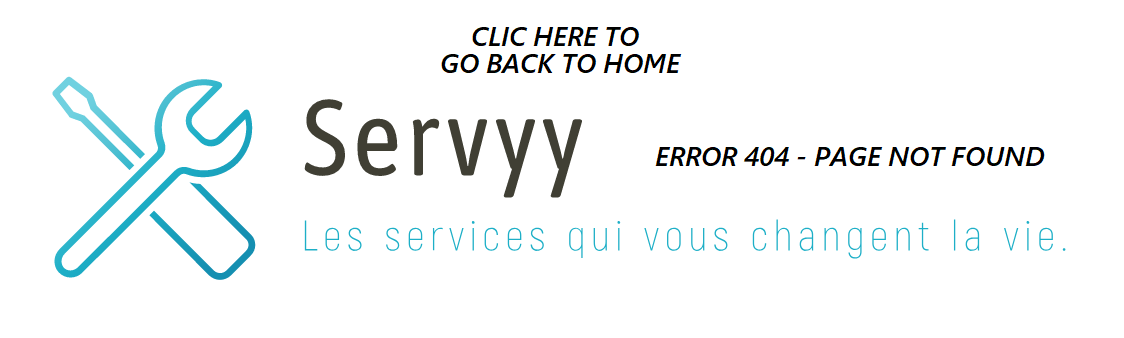 CLIC HERE TO
GO BACK TO HOME
Servyy
ERROR 404 - PAGE NOT FOUND
Les services qui vous changent la vie.